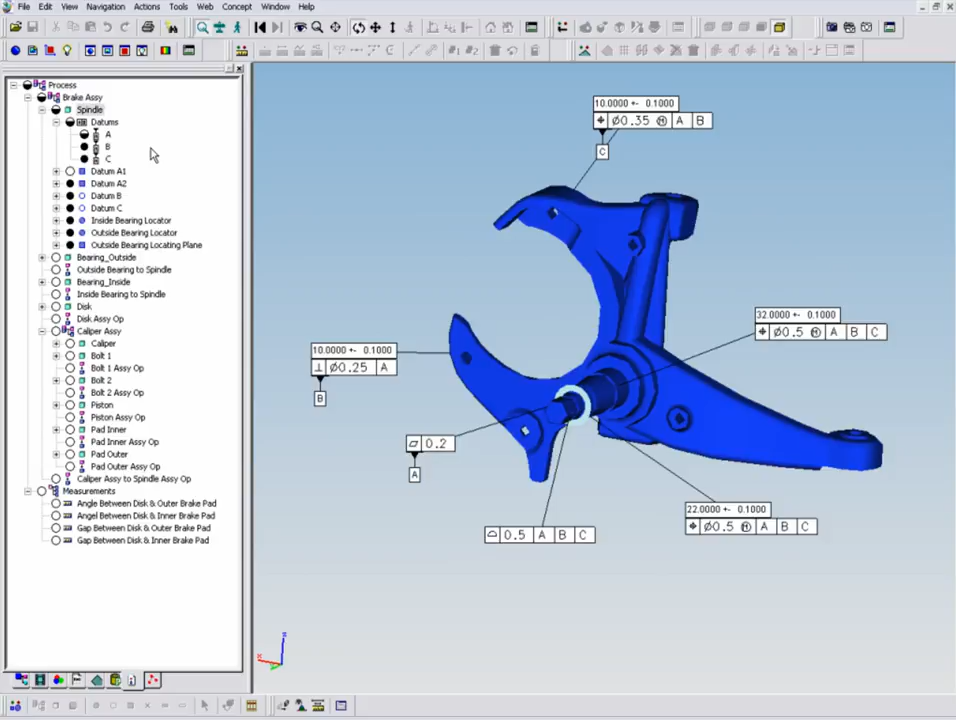 File Edit View Navigation Actions Tools Web Concept Window Help
Process
Brake Assy
Spindle
Datums
A
B
C
Datum A1
Datum A2
Datum B
Datum C
Inside Bearing Locator
Outside Bearing Locator
Outside Bearing Locating Plane
Bearing_Outside
Outside Bearing to Spindle
Bearing_Inside
Inside Bearing to Spindle
Disk
Disk Assy Op
Caliper Assy
Caliper
Bolt 1
Bolt 1 Assy Op
Bolt 2
Bolt 2 Assy Op
Piston
Piston Assy Op
Pad Inner
Pad Inner Assy Op
Pad Outer
Pad Outer Assy Op
Caliper Assy to Spindle Assy Op
Measurements
Angle Between Disk & Outer Brake Pad
Angel Between Disk & Inner Brake Pad
Gap Between Disk & Outer Brake Pad
Gap Between Disk & Inner Brake Pad
10.0000 +- 0.1000
⌖ Ø0.35 Ⓜ A B
C
32.0000 +- 0.1000
⌖ Ø0.5 Ⓜ A B C
10.0000 +- 0.1000
⊥ Ø0.25 A
B
⏥ 0.2
A
22.0000 +- 0.1000
⌖ Ø0.5 Ⓜ A B C
⌓ 0.5 A B C